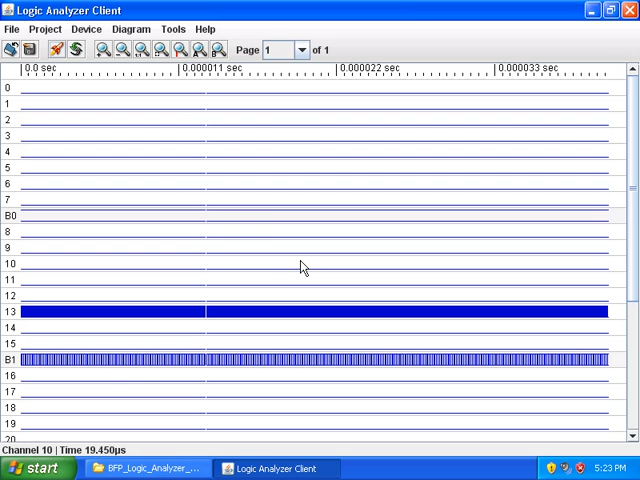 Logic Analyzer Client
File Project Device Diagram Tools Help
Page 1 of 1
0.0 sec 0.000011 sec 0.000022 sec 0.000033 sec
0
1
2
3
4
5
6
7
B0
8
9
10
11
12
13
14
15
B1
16
17
18
19
20
Channel 10 | Time 19.450µs
start BFP_Logic_Analyzer_... Logic Analyzer Client 5:23 PM